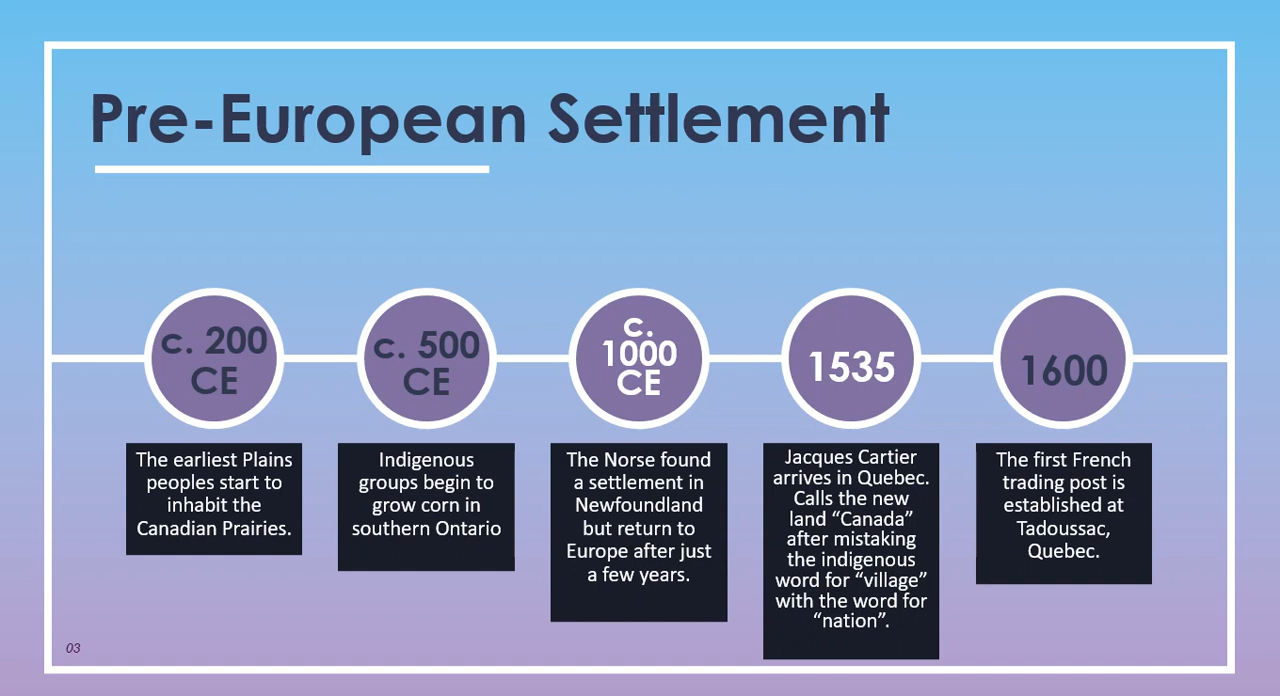 Pre-European Settlement
c. 200
CE
The earliest Plains
peoples start to
inhabit the
Canadian Prairies.
c. 500
CE
Indigenous
groups begin to
grow corn in
southern Ontario
c.
1000
CE
The Norse found
a settlement in
Newfoundland
but return to
Europe after just
a few years.
1535
Jacques Cartier
arrives in Quebec.
Calls the new
land “Canada”
after mistaking
the indigenous
word for “village”
with the word for
“nation”.
1600
The first French
trading post is
established at
Tadoussac,
Quebec.
03